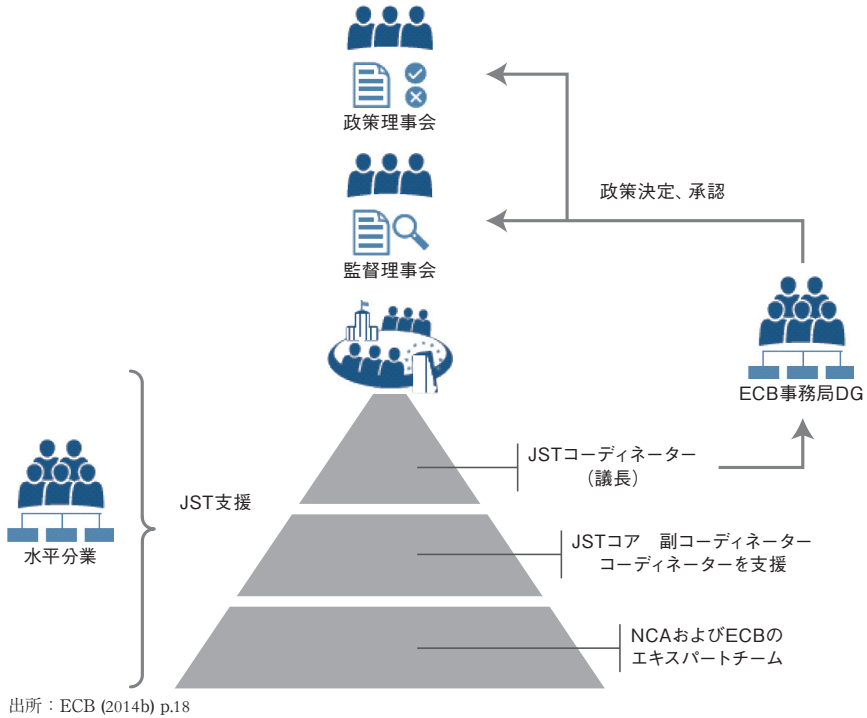 政策理事会
政策決定、承認
監督理事会
ECB事務局DG
JSTコーディネーター
（議長）
JST支援
JSTコア　副コーディネーター
コーディネーターを支援
水平分業
NCAおよびECBの
エキスパートチーム
出所：ECB (2014b) p.18